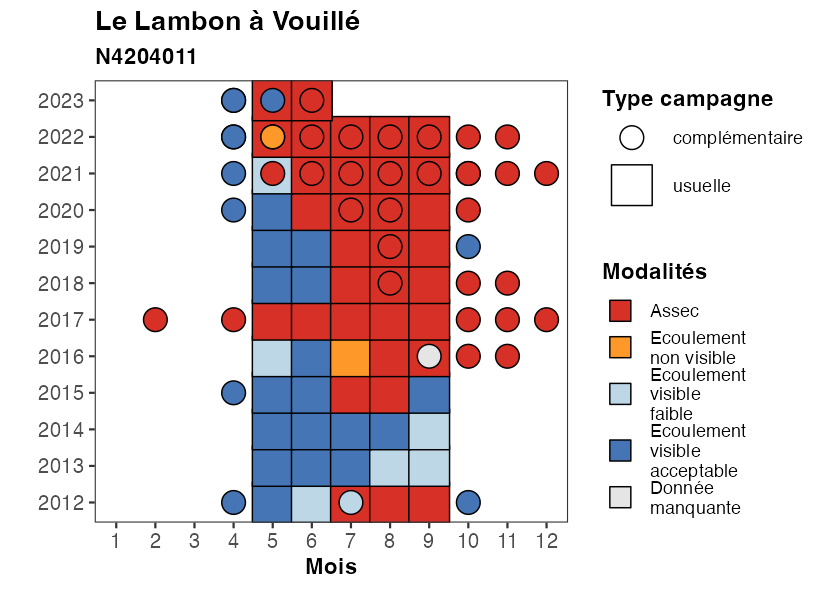 Le Lambon à Vouillé
N4204011
2023
2022
2021
2020
2019
2018
2017
2016
2015
2014
2013
2012
1 2 3 4 5 6 7 8 9 10 11 12
Mois
Type campagne
complémentaire
usuelle
Modalités
Assec
Ecoulement
non visible
Ecoulement
visible
faible
Ecoulement
visible
acceptable
Donnée
manquante